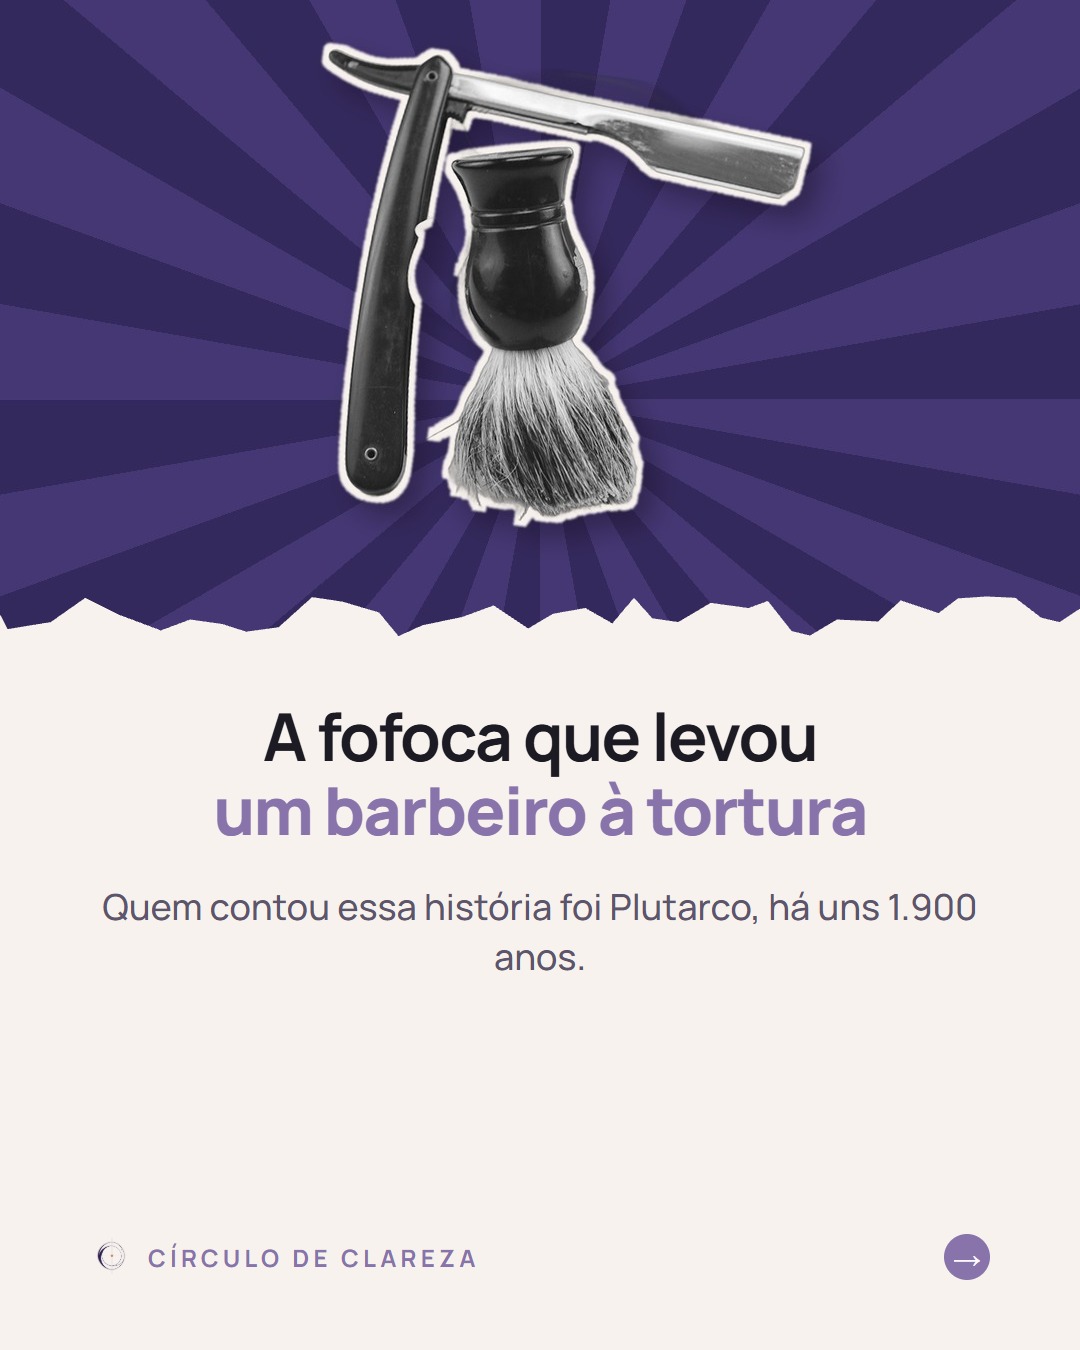 A fofoca que levou
um barbeiro à tortura
Quem contou essa história foi Plutarco, há uns 1.900
anos.
CÍRCULO DE CLAREZA
→